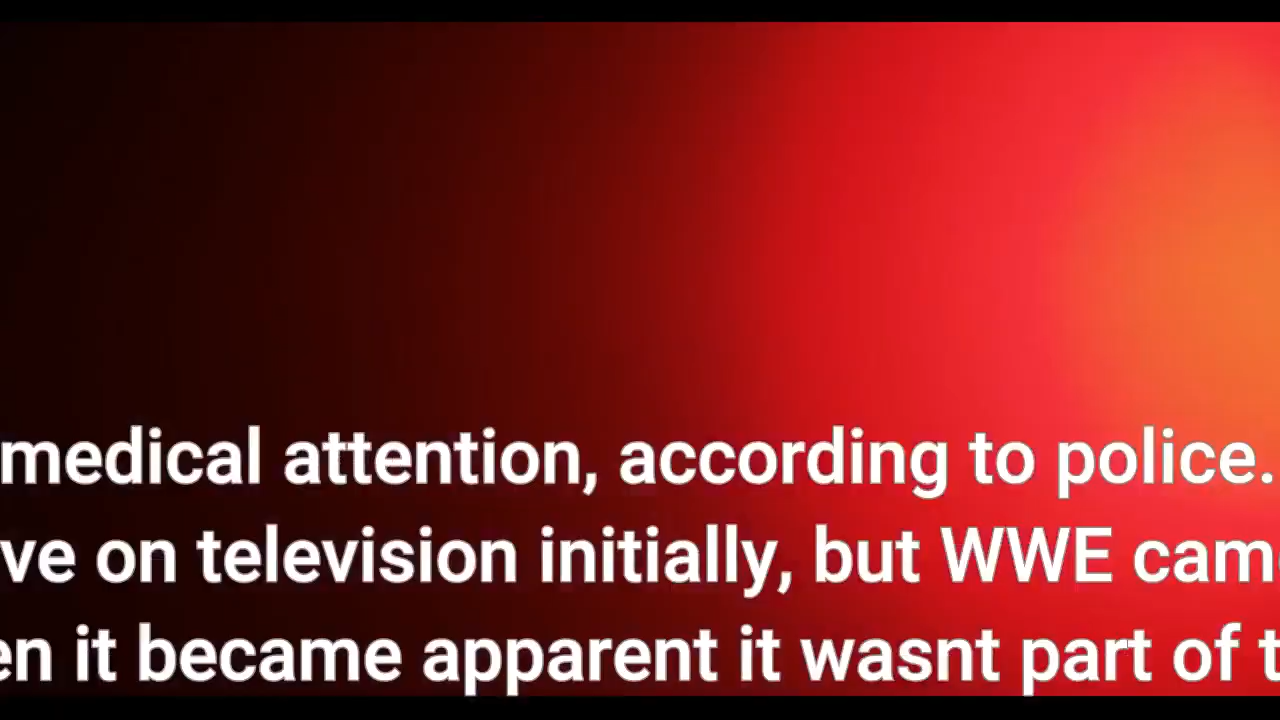 medical attention, according to police.
ve on television initially, but WWE cam
en it became apparent it wasnt part of t